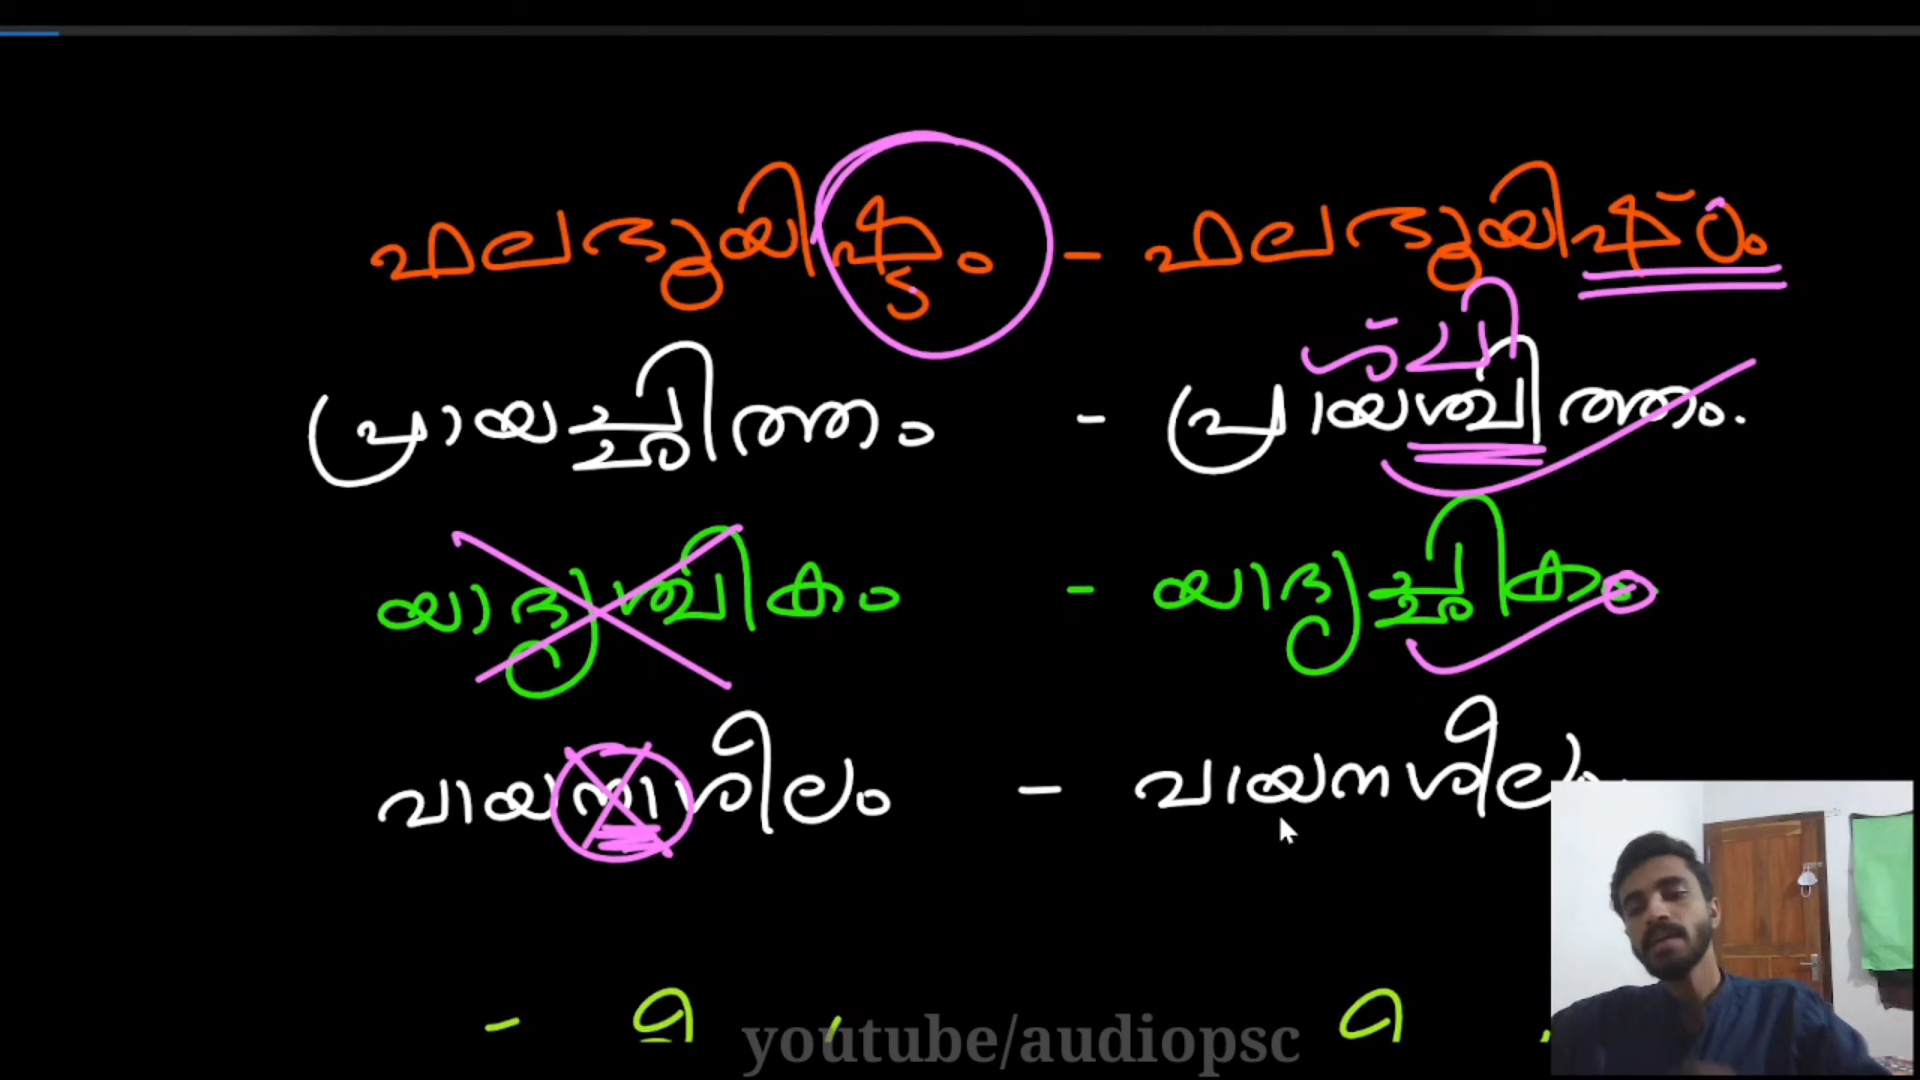 ഫലഭൂയിഷ്ടം - ഫലഭൂയിഷ്ഠം
ശ്ചി
പ്രായച്ഛിത്തം - പ്രായശ്ചിത്തം.
യാദൃശ്ചികം - യാദൃച്ഛികം
വായനാശീലം - വായനശീലം
youtube/audiopsc